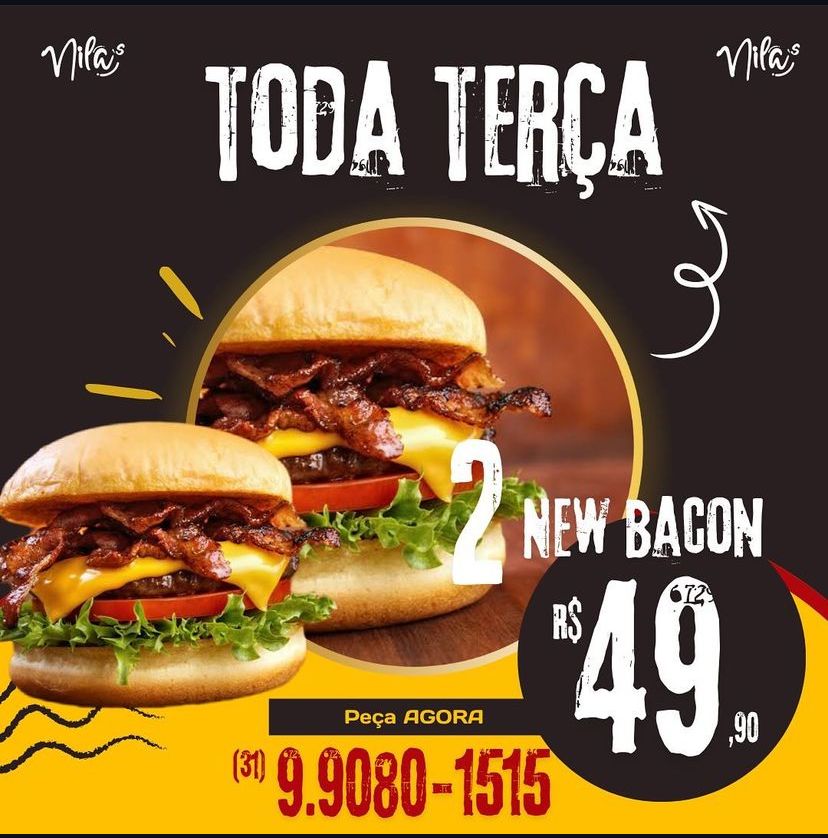 Nila's
Nila's
TODA TERÇA
2 NEW BACON
R$ 49,90
Peça AGORA
(31) 9.9080-1515